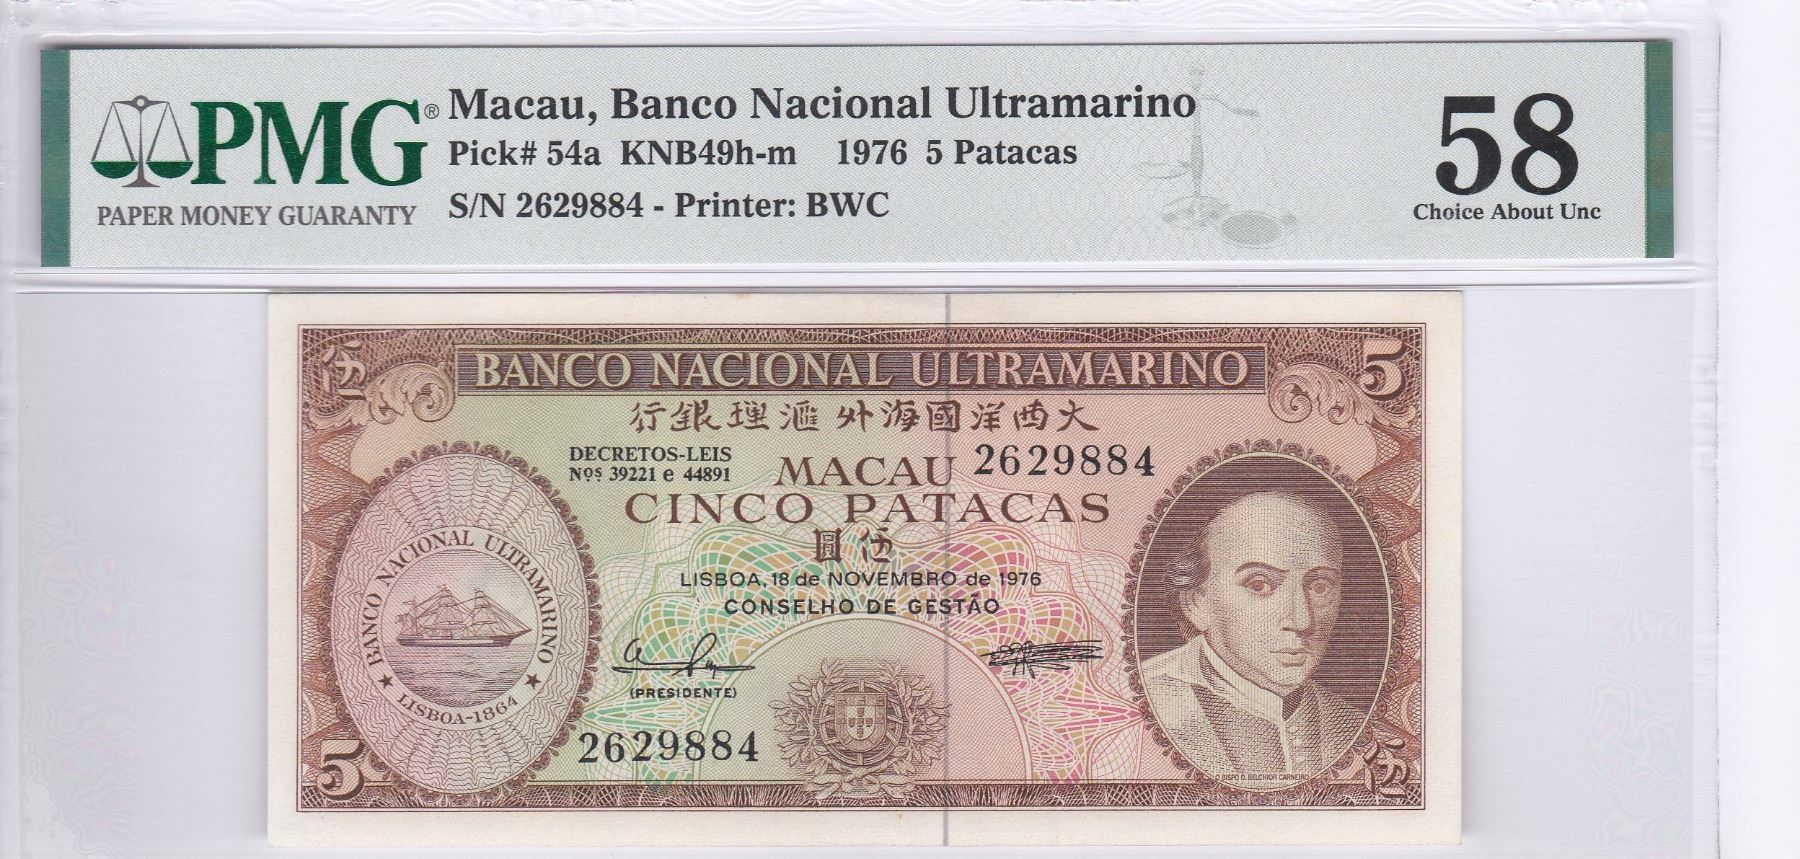 PMG®
PAPER MONEY GUARANTY
Macau, Banco Nacional Ultramarino
Pick# 54a KNB49h-m 1976 5 Patacas
S/N 2629884 - Printer: BWC
58
Choice About Unc
伍
BANCO NACIONAL ULTRAMARINO
5
行銀理滙外海國洋西大
DECRETOS-LEIS
Nos 39221 e 44891
MACAU
2629884
CINCO PATACAS
圓伍
LISBOA, 18 de NOVEMBRO de 1976
CONSELHO DE GESTÃO
BANCO NACIONAL ULTRAMARINO
★ LISBOA-1864 ★
(PRESIDENTE)
2629884
5
O BISPO D. BELCHIOR CARNEIRO
伍